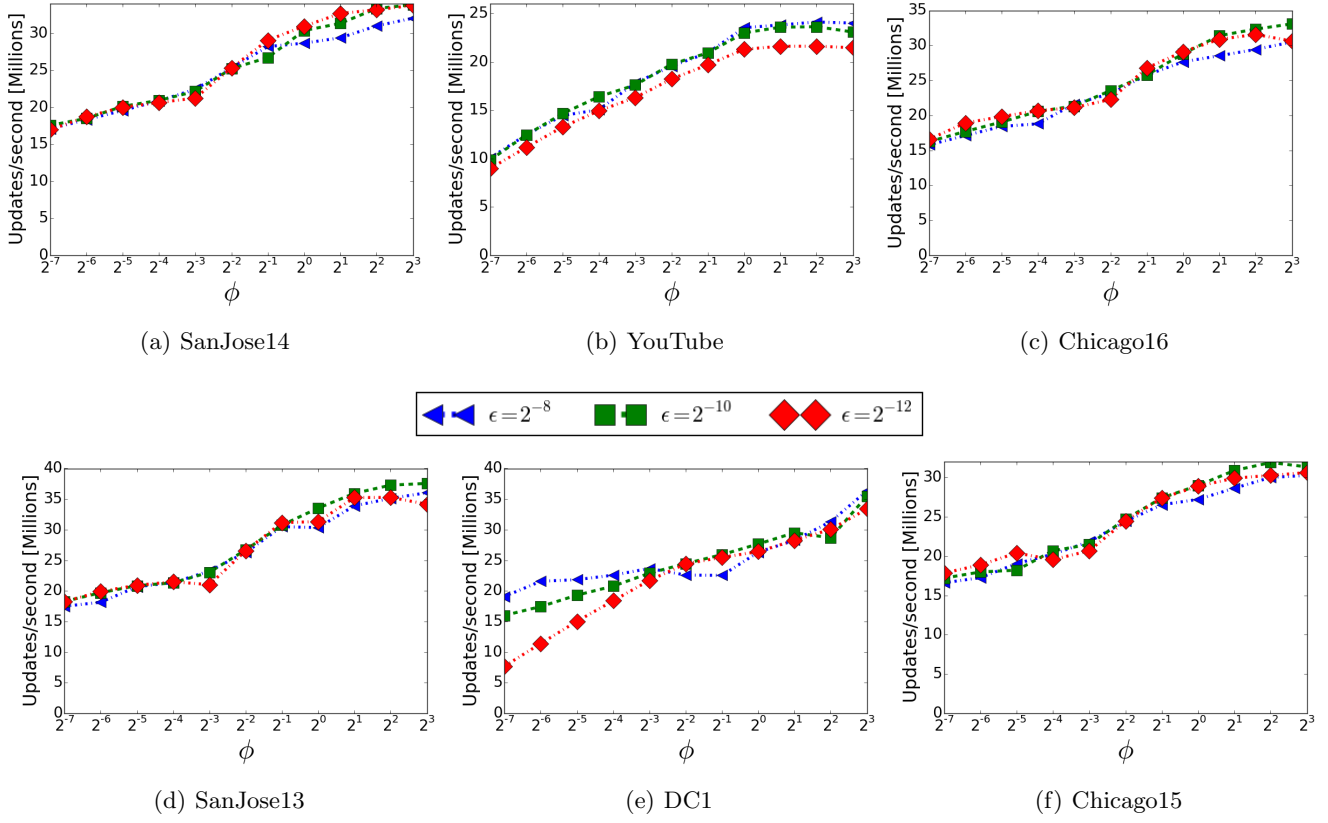 Updates/second [Millions]
30
25
20
15
10
5
0
2^-7 2^-6 2^-5 2^-4 2^-3 2^-2 2^-1 2^0 2^1 2^2 2^3
ϕ
(a) SanJose14
Updates/second [Millions]
25
20
15
10
5
0
2^-7 2^-6 2^-5 2^-4 2^-3 2^-2 2^-1 2^0 2^1 2^2 2^3
ϕ
(b) YouTube
Updates/second [Millions]
35
30
25
20
15
10
5
0
2^-7 2^-6 2^-5 2^-4 2^-3 2^-2 2^-1 2^0 2^1 2^2 2^3
ϕ
(c) Chicago16
ϵ=2^-8 ϵ=2^-10 ϵ=2^-12
Updates/second [Millions]
40
35
30
25
20
15
10
5
0
2^-7 2^-6 2^-5 2^-4 2^-3 2^-2 2^-1 2^0 2^1 2^2 2^3
ϕ
(d) SanJose13
Updates/second [Millions]
40
35
30
25
20
15
10
5
0
2^-7 2^-6 2^-5 2^-4 2^-3 2^-2 2^-1 2^0 2^1 2^2 2^3
ϕ
(e) DC1
Updates/second [Millions]
30
25
20
15
10
5
0
2^-7 2^-6 2^-5 2^-4 2^-3 2^-2 2^-1 2^0 2^1 2^2 2^3
ϕ
(f) Chicago15